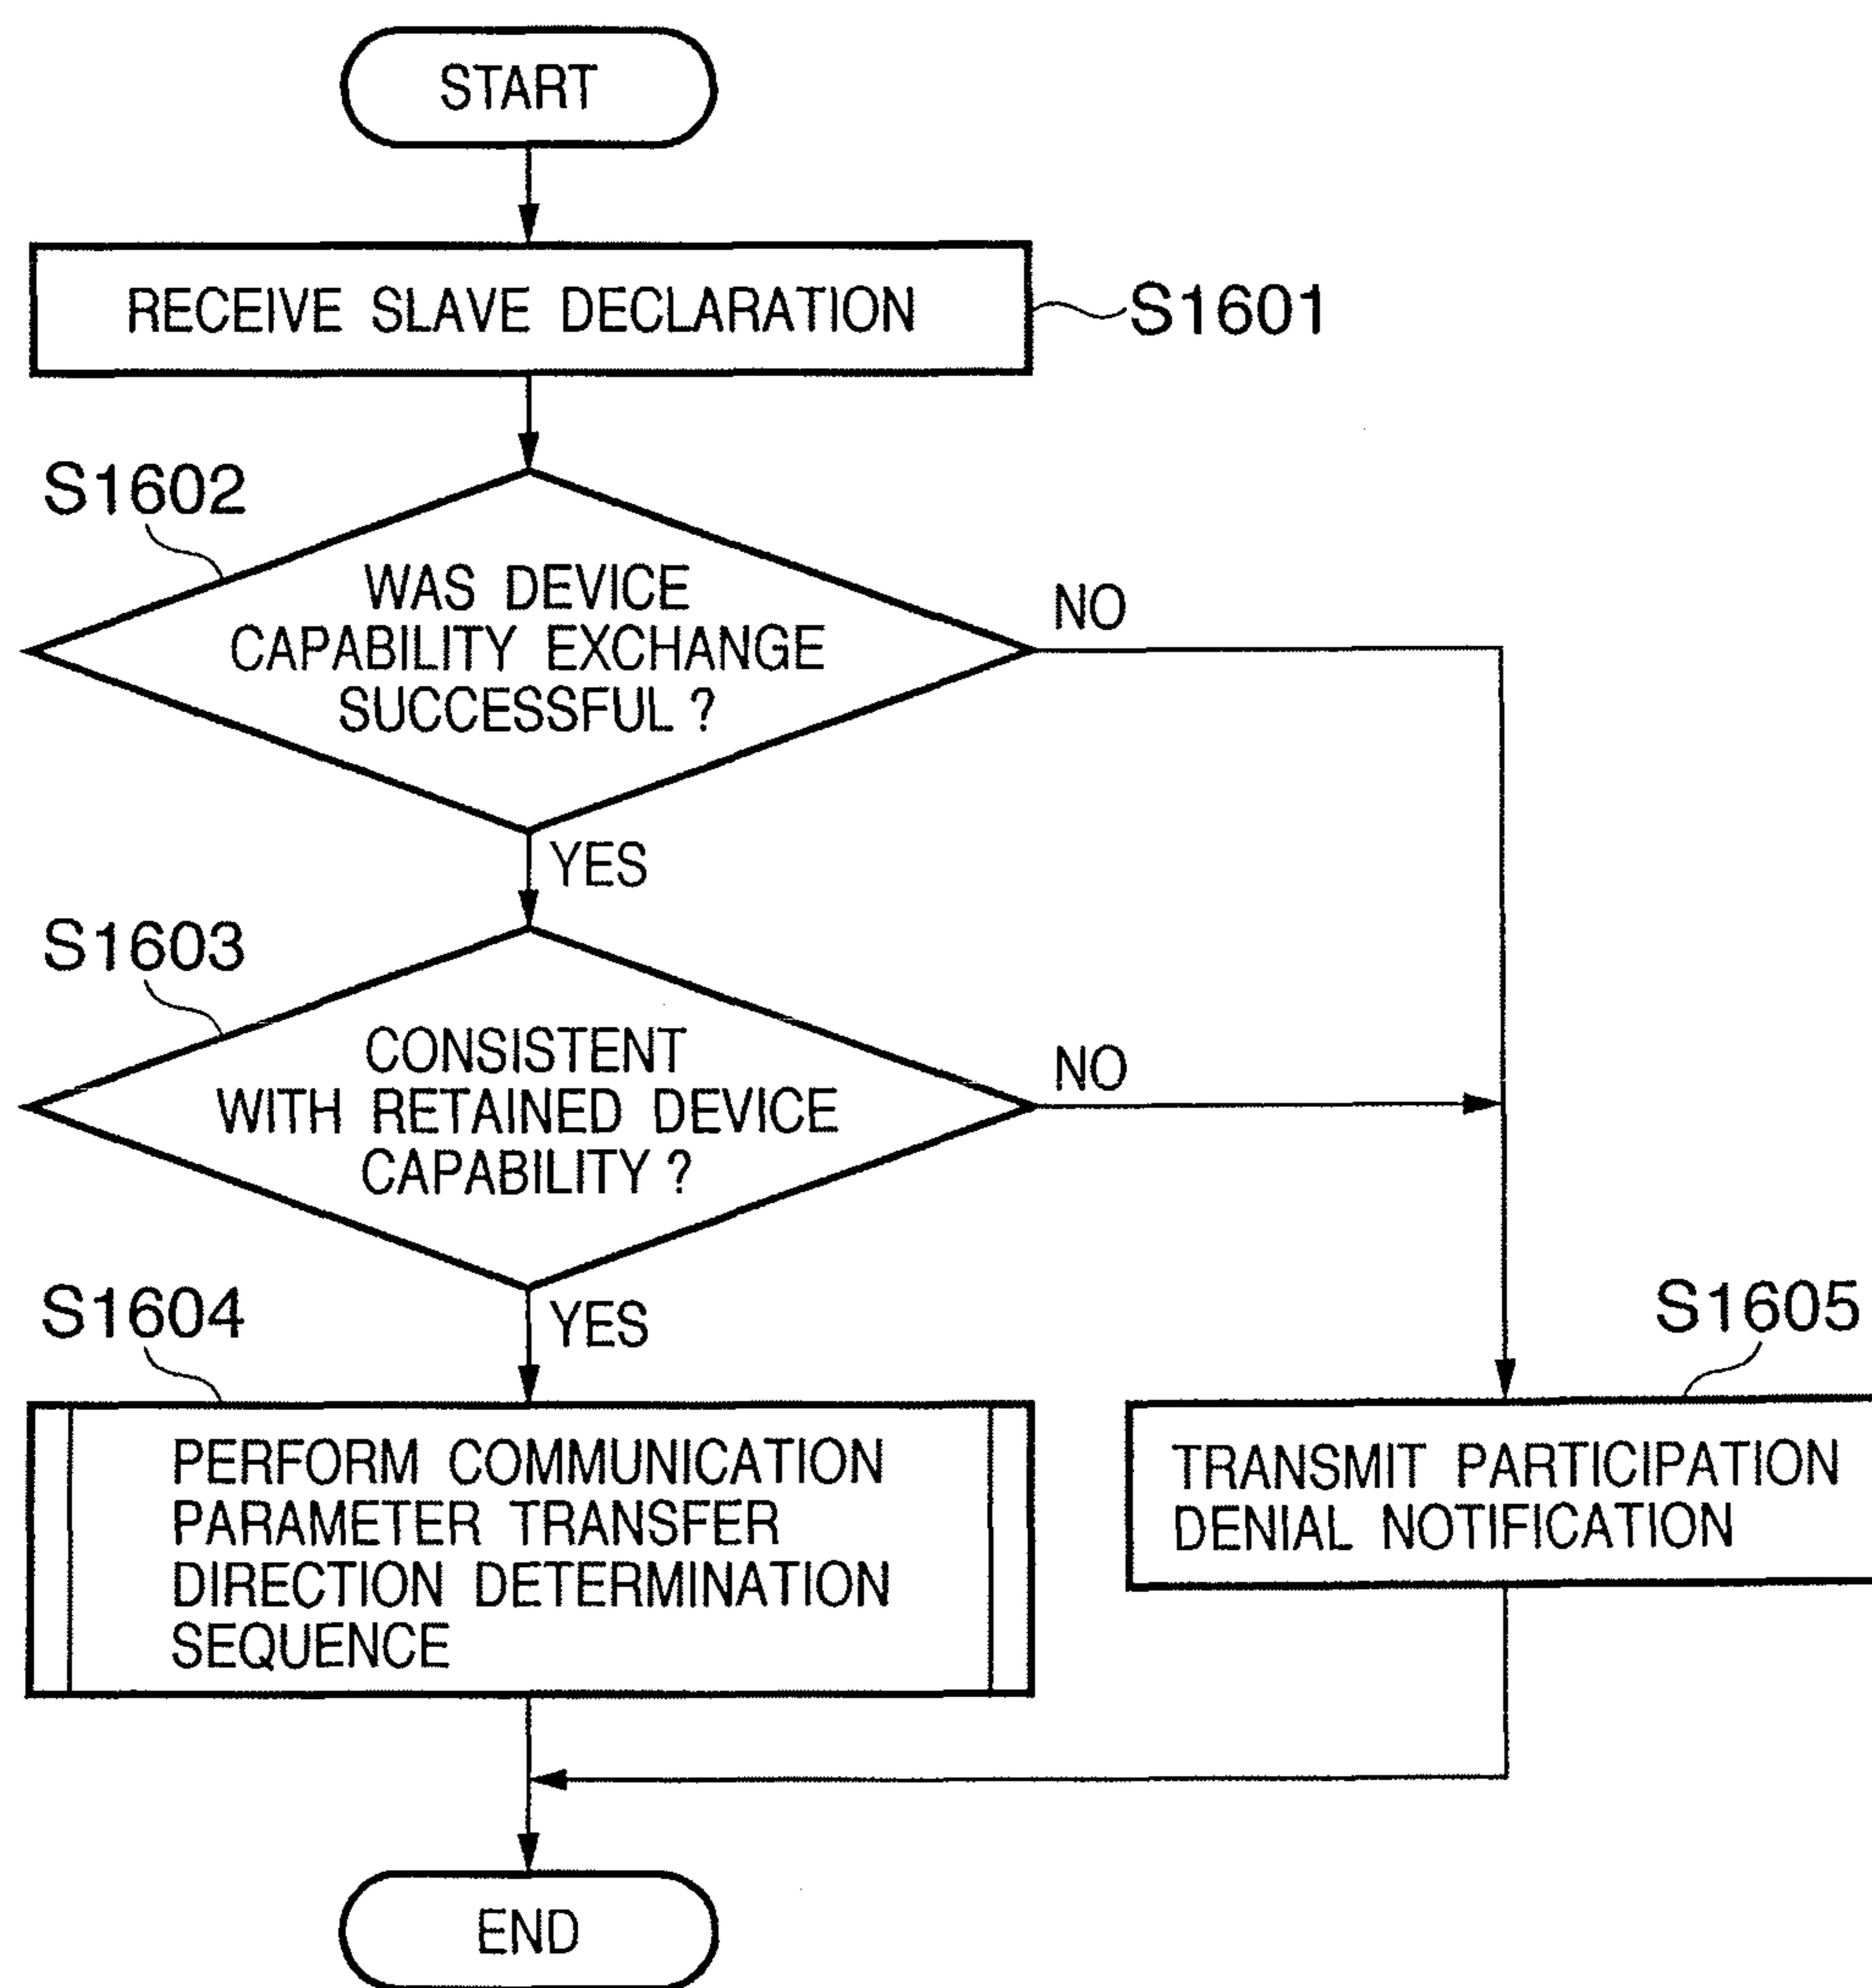 START
RECEIVE SLAVE DECLARATION
S1601
S1602
WAS DEVICE
CAPABILITY EXCHANGE
SUCCESSFUL ?
NO
YES
S1603
CONSISTENT
WITH RETAINED DEVICE
CAPABILITY ?
NO
YES
S1604
PERFORM COMMUNICATION
PARAMETER TRANSFER
DIRECTION DETERMINATION
SEQUENCE
S1605
TRANSMIT PARTICIPATION
DENIAL NOTIFICATION
END